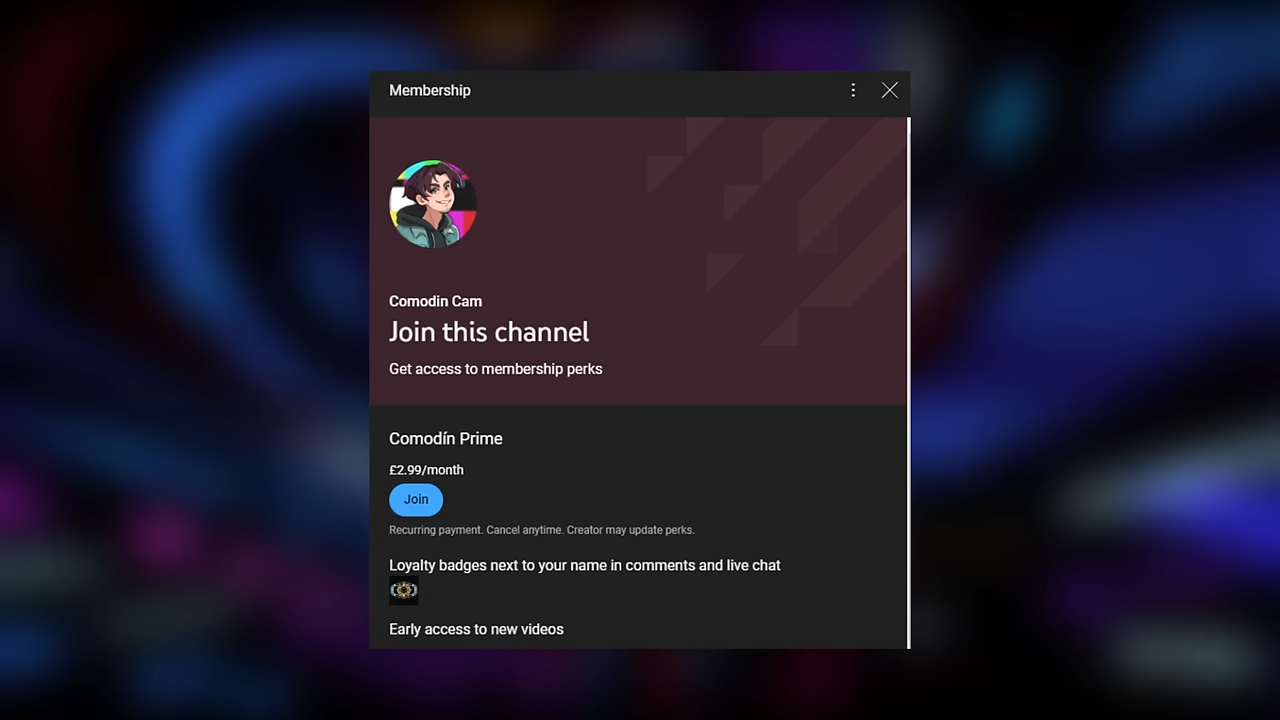 Membership
Comodin Cam
Join this channel
Get access to membership perks
Comodín Prime
£2.99/month
Join
Recurring payment. Cancel anytime. Creator may update perks.
Loyalty badges next to your name in comments and live chat
Early access to new videos